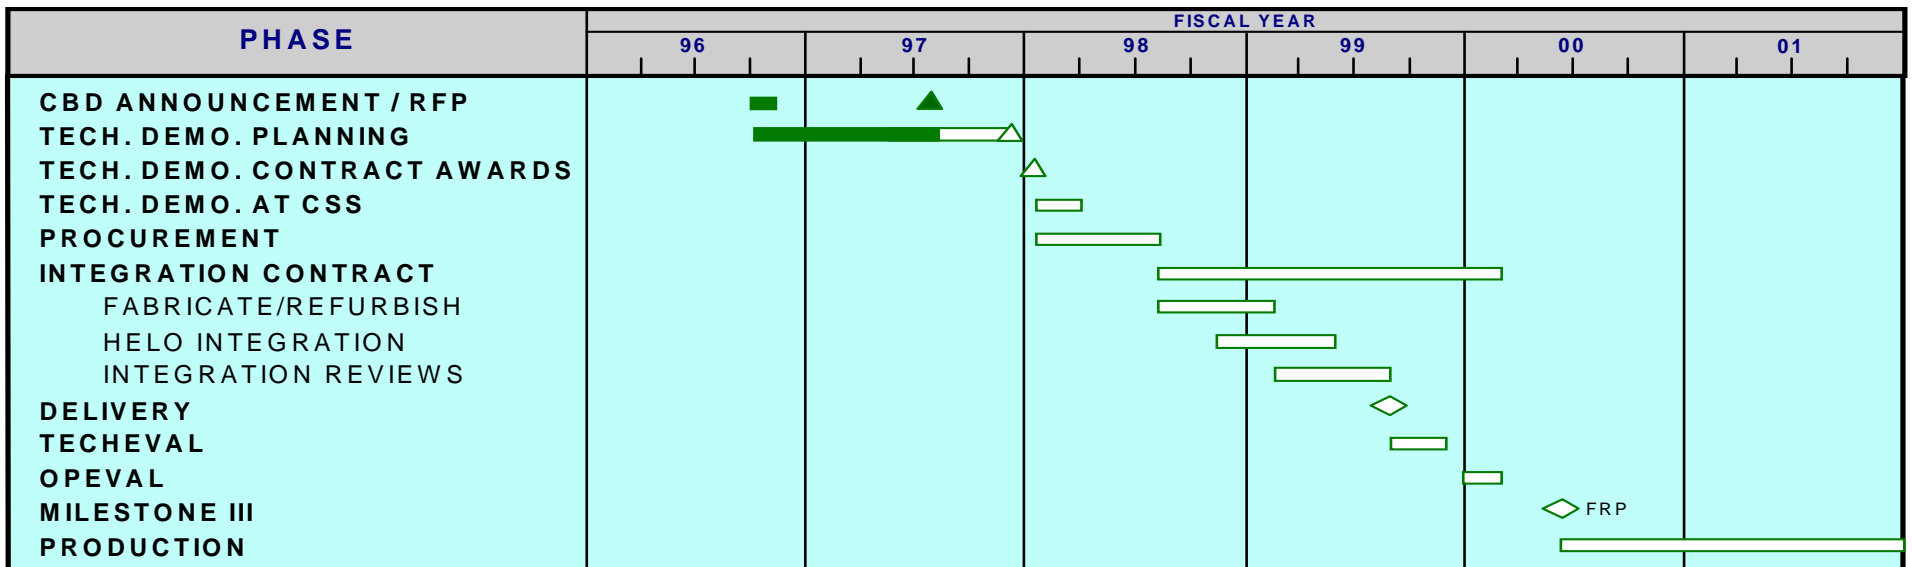 FISCAL YEAR
PHASE
96 97 98 99 00 01
CBD ANNOUNCEMENT / RFP
TECH. DEMO. PLANNING
TECH. DEMO. CONTRACT AWARDS
TECH. DEMO. AT CSS
PROCUREMENT
INTEGRATION CONTRACT
FABRICATE/REFURBISH
HELO INTEGRATION
INTEGRATION REVIEWS
DELIVERY
TECHEVAL
OPEVAL
MILESTONE III FRP
PRODUCTION